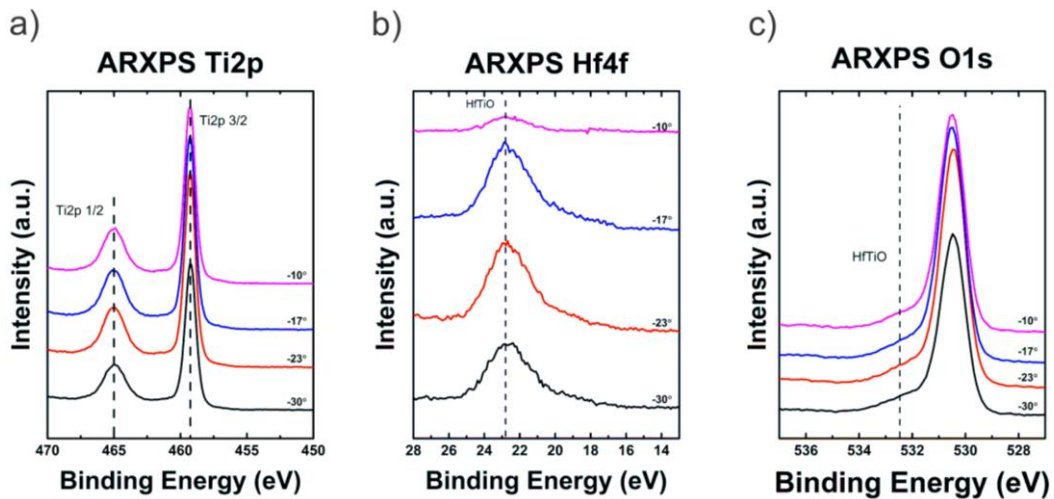 a)
ARXPS Ti2p
Ti2p 3/2
Ti2p 1/2
-10°
-17°
-23°
-30°
Intensity (a.u.)
470 465 460 455 450
Binding Energy (eV)
b)
ARXPS Hf4f
HfTiO
-10°
-17°
-23°
-30°
Intensity (a.u.)
28 26 24 22 20 18 16 14
Binding Energy (eV)
c)
ARXPS O1s
HfTiO
-10°
-17°
-23°
-30°
Intensity (a.u.)
536 532 530 528
Binding Energy (eV)